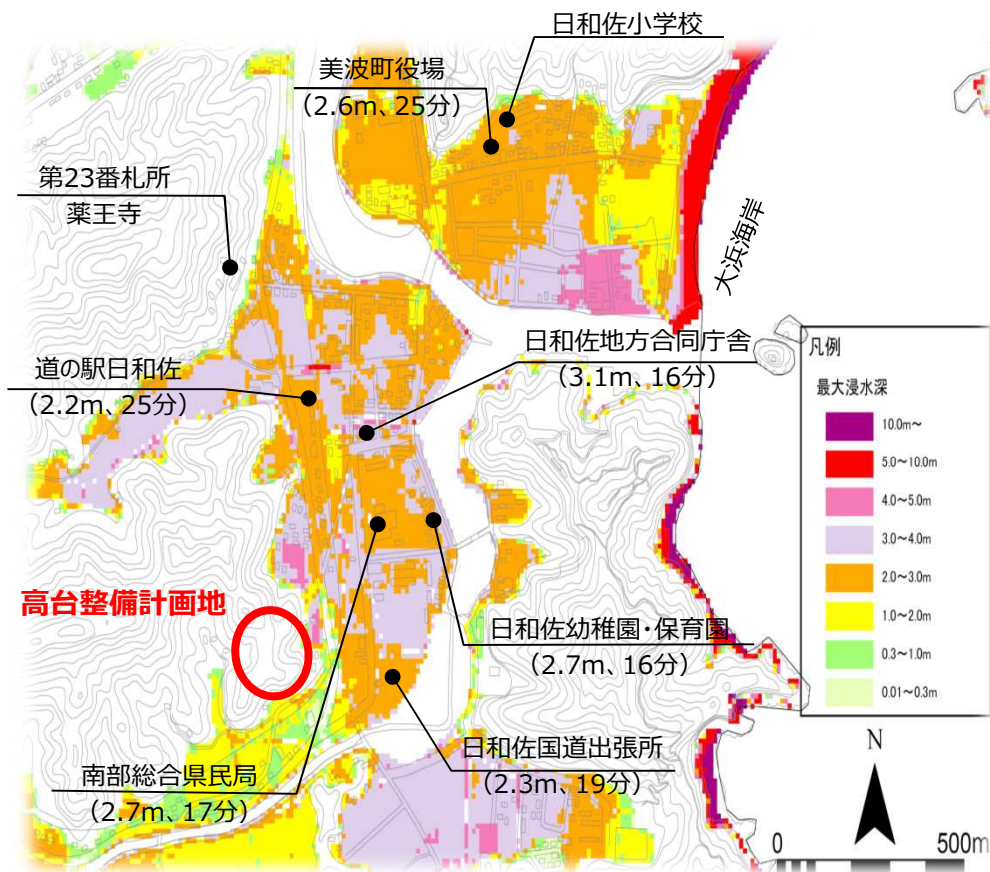 日和佐小学校
美波町役場
(2.6m、25分)
第23番札所
薬王寺
大浜海岸
日和佐地方合同庁舎
(3.1m、16分)
道の駅日和佐
(2.2m、25分)
凡例
最大浸水深
10.0m～
5.0～10.0m
4.0～5.0m
3.0～4.0m
2.0～3.0m
1.0～2.0m
0.3～1.0m
0.01～0.3m
高台整備計画地
日和佐幼稚園・保育園
(2.7m、16分)
日和佐国道出張所
(2.3m、19分)
南部総合県民局
(2.7m、17分)
N
0 500m